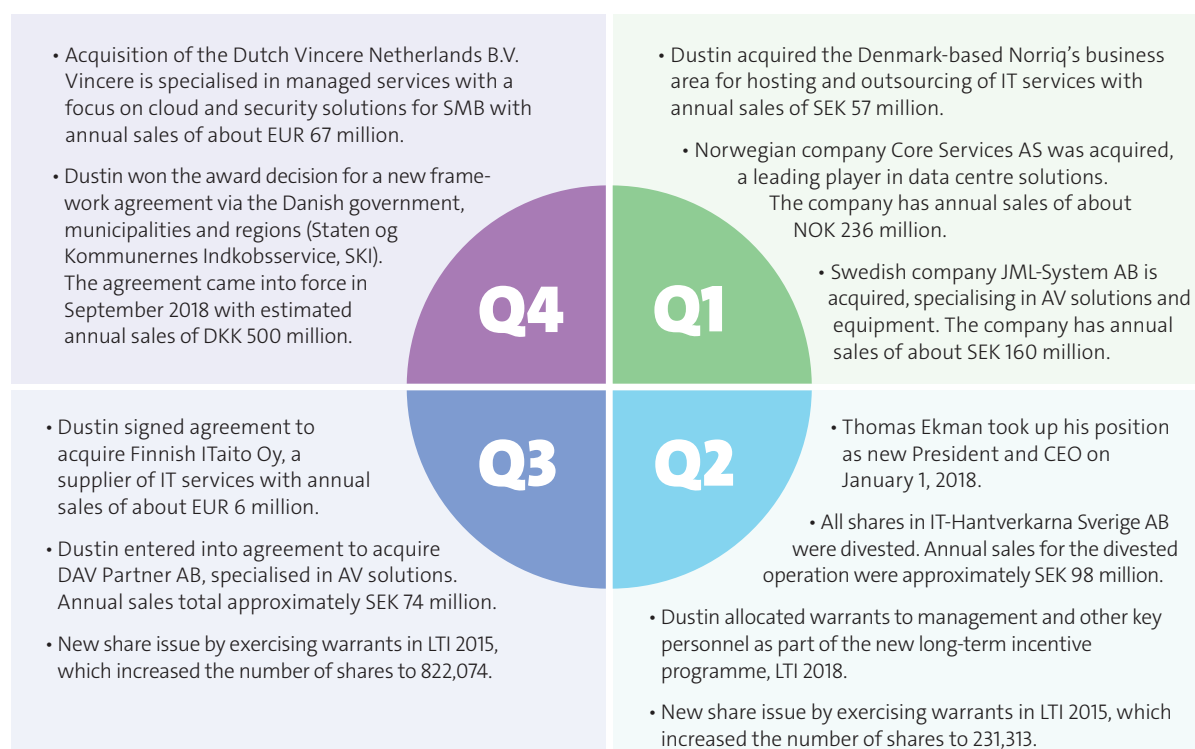 • Acquisition of the Dutch Vincere Netherlands B.V.
Vincere is specialised in managed services with a
focus on cloud and security solutions for SMB with
annual sales of about EUR 67 million.
• Dustin won the award decision for a new frame-
work agreement via the Danish government,
municipalities and regions (Staten og
Kommunernes Indkobsservice, SKI).
The agreement came into force in
September 2018 with estimated
annual sales of DKK 500 million.
Q4
• Dustin acquired the Denmark-based Norriq’s business
area for hosting and outsourcing of IT services with
annual sales of SEK 57 million.
• Norwegian company Core Services AS was acquired,
a leading player in data centre solutions.
The company has annual sales of about
NOK 236 million.
• Swedish company JML-System AB is
acquired, specialising in AV solutions and
equipment. The company has annual
sales of about SEK 160 million.
Q1
• Dustin signed agreement to
acquire Finnish ITaito Oy, a
supplier of IT services with annual
sales of about EUR 6 million.
• Dustin entered into agreement to acquire
DAV Partner AB, specialised in AV solutions.
Annual sales total approximately SEK 74 million.
• New share issue by exercising warrants in LTI 2015,
which increased the number of shares to 822,074.
Q3
• Thomas Ekman took up his position
as new President and CEO on
January 1, 2018.
• All shares in IT-Hantverkarna Sverige AB
were divested. Annual sales for the divested
operation were approximately SEK 98 million.
• Dustin allocated warrants to management and other key
personnel as part of the new long-term incentive
programme, LTI 2018.
• New share issue by exercising warrants in LTI 2015, which
increased the number of shares to 231,313.
Q2